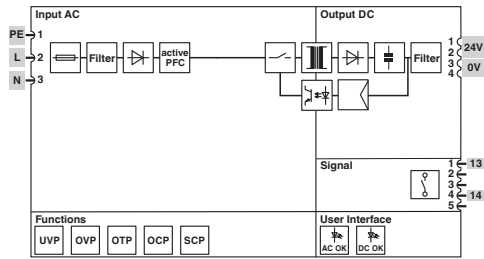 Input AC
Output DC
PE 1
L 2
N 3
Filter
active
PFC
Filter
1
2
3
4
24V
0V
Signal
1 13
2
3
4 14
5
Functions
UVP OVP OTP OCP SCP
User Interface
AC OK DC OK